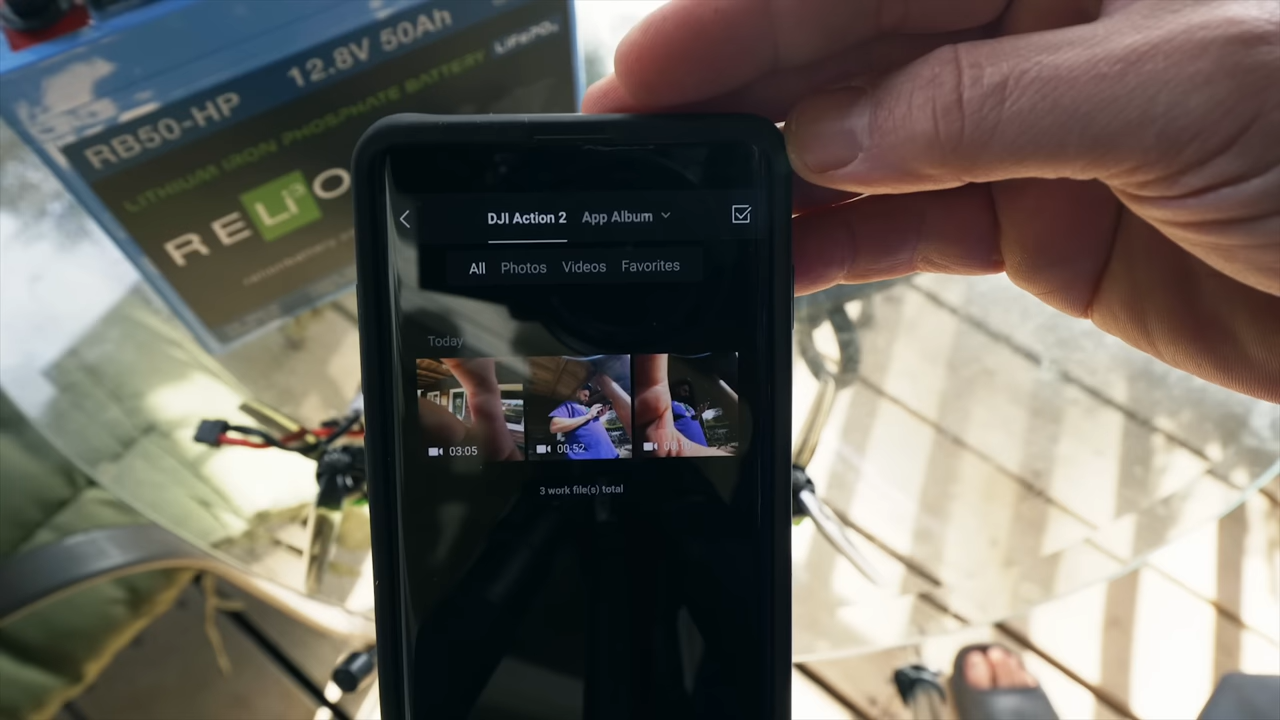 12.8V 50Ah
RB50-HP
LiFePO₄
LITHIUM IRON PHOSPHATE BATTERY
RELi³O
DJI Action 2 App Album
All Photos Videos Favorites
Today
03:05 00:52
3 work file(s) total